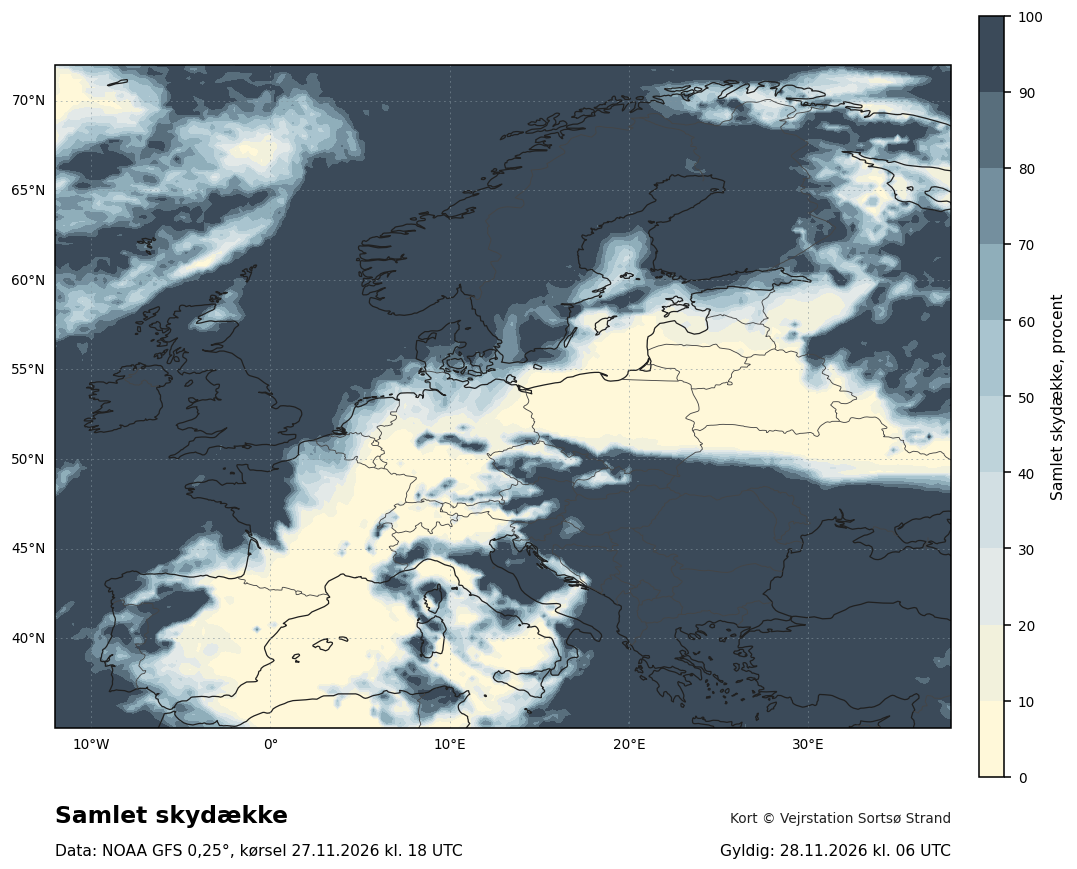 100
90
80
70
60
50
40
30
20
10
0
Samlet skydække, procent
70°N
65°N
60°N
55°N
50°N
45°N
40°N
10°W
0°
10°E
20°E
30°E
Samlet skydække
Kort © Vejrstation Sortsø Strand
Data: NOAA GFS 0,25°, kørsel 27.11.2026 kl. 18 UTC
Gyldig: 28.11.2026 kl. 06 UTC